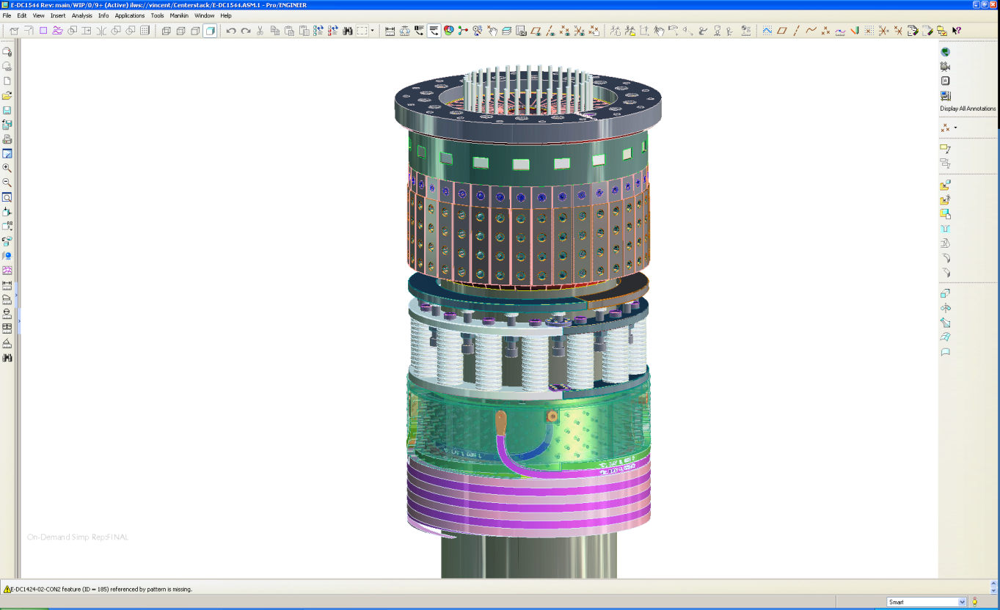 E-DC1544 Rev: main/WIP/0/9+ (Active) ilws://vincent/Centerstack/E-DC1544.ASM.1 - Pro/ENGINEER
File Edit View Insert Analysis Info Applications Tools Manikin Window Help
Display All Annotations
On-Demand Simp Rep:FINAL
E-DC1424-02-CON2 feature (ID = 185) referenced by pattern is missing.
Smart